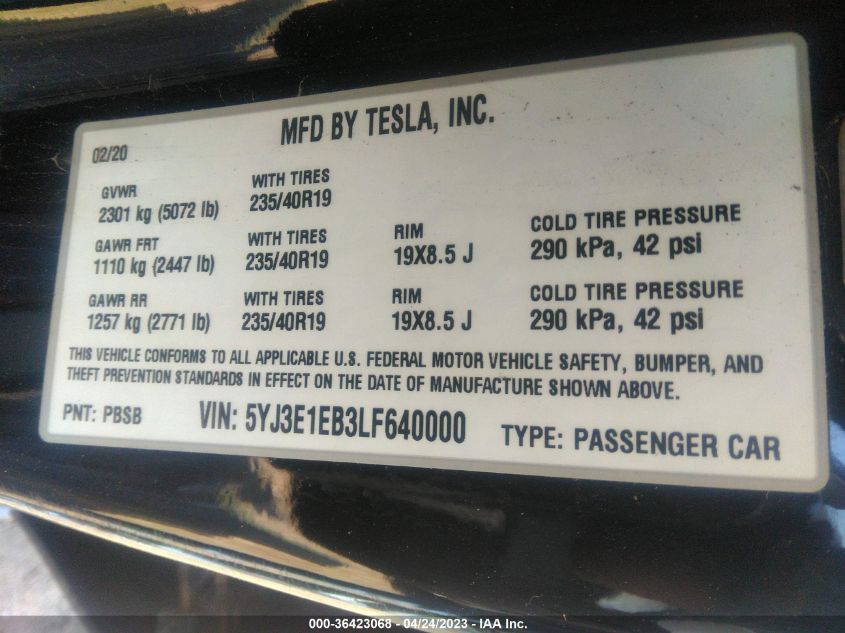 MFD BY TESLA, INC.
02/20
GVWR
2301 kg (5072 lb)
WITH TIRES
235/40R19
GAWR FRT
1110 kg (2447 lb)
WITH TIRES
235/40R19
RIM
19X8.5 J
COLD TIRE PRESSURE
290 kPa, 42 psi
GAWR RR
1257 kg (2771 lb)
WITH TIRES
235/40R19
RIM
19X8.5 J
COLD TIRE PRESSURE
290 kPa, 42 psi
THIS VEHICLE CONFORMS TO ALL APPLICABLE U.S. FEDERAL MOTOR VEHICLE SAFETY, BUMPER, AND
THEFT PREVENTION STANDARDS IN EFFECT ON THE DATE OF MANUFACTURE SHOWN ABOVE.
PNT: PBSB VIN: 5YJ3E1EB3LF640000 TYPE: PASSENGER CAR
000-36423068 - 04/24/2023 - IAA Inc.